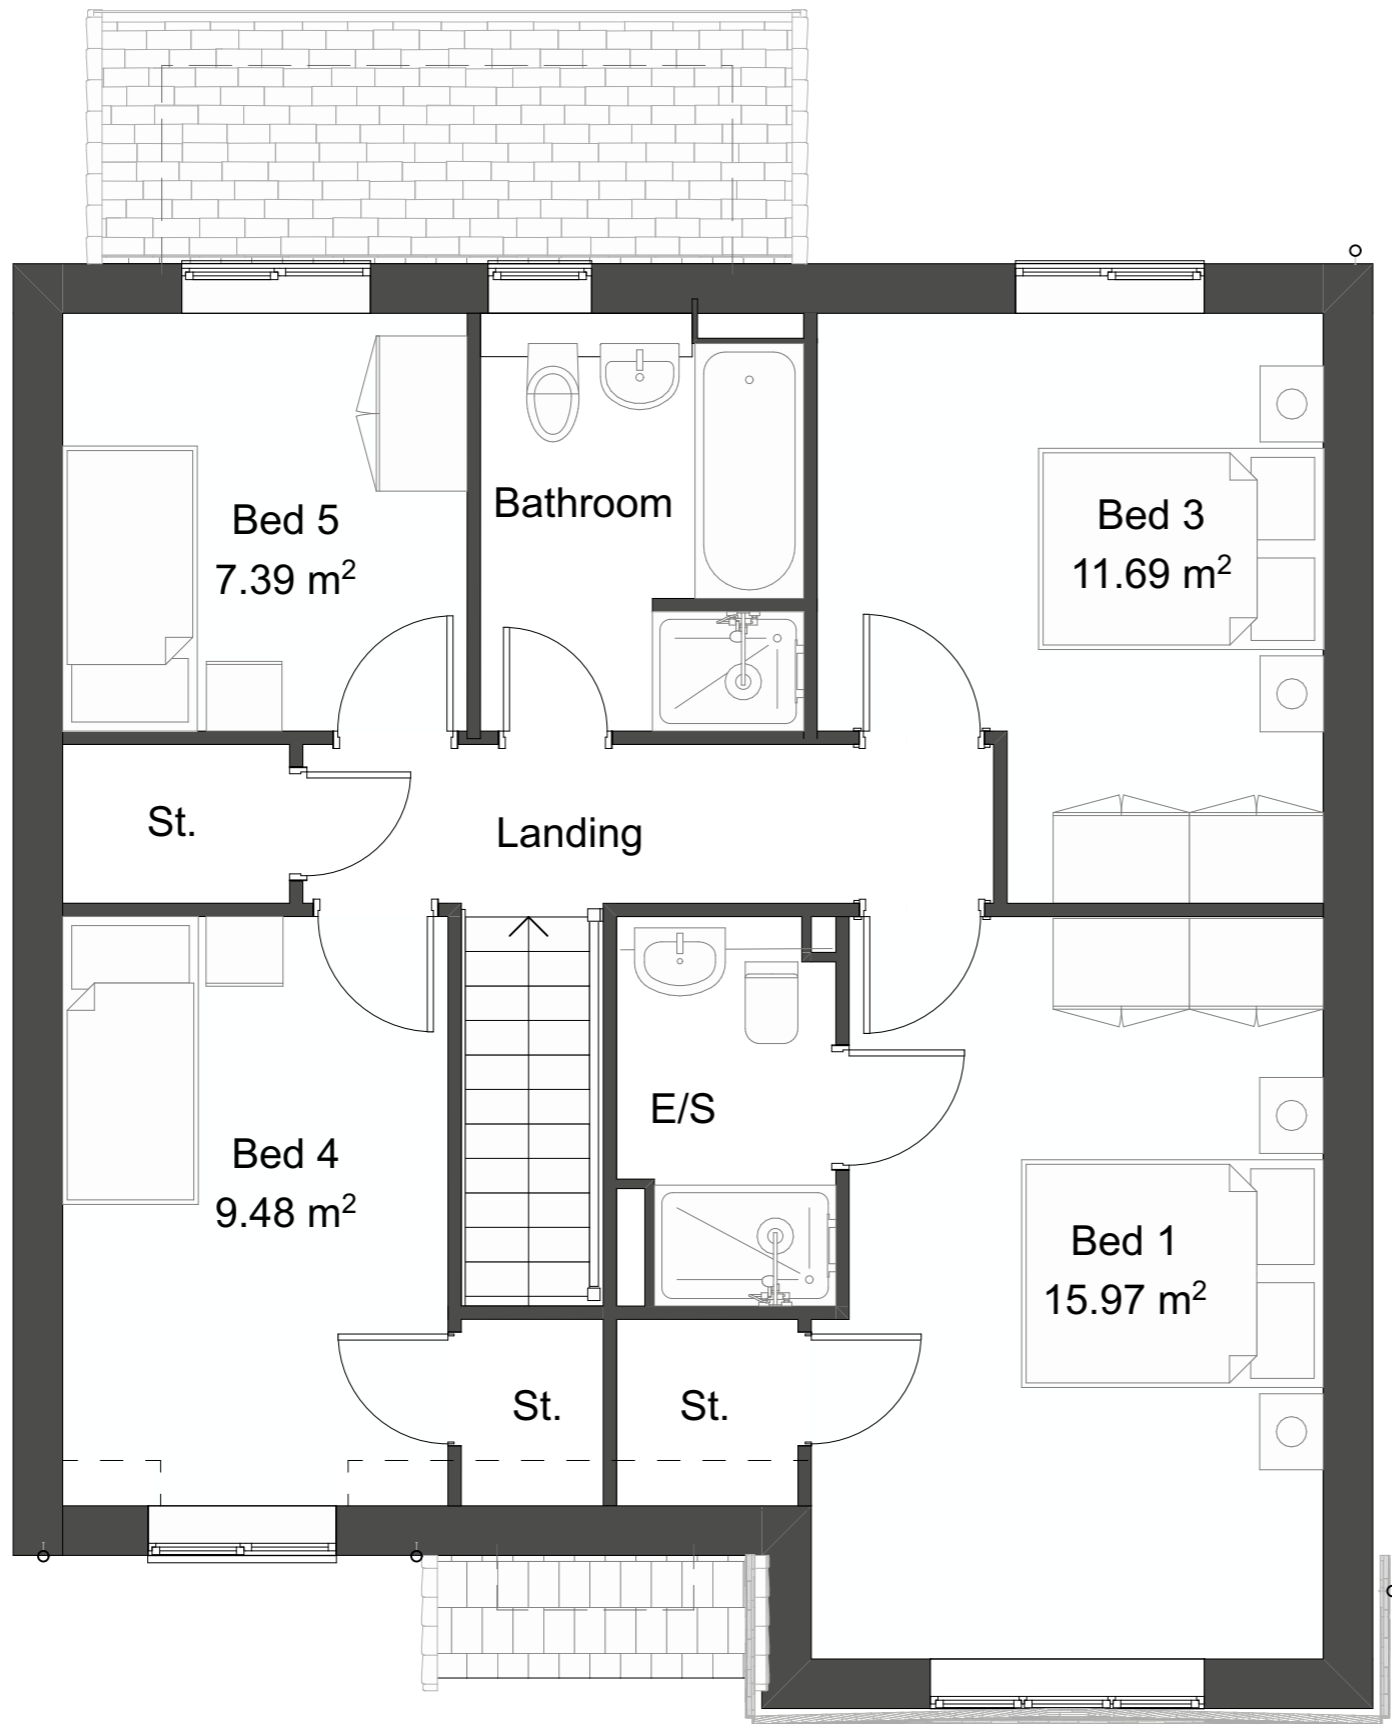 Bed 5
7.39 m²
Bathroom
Bed 3
11.69 m²
St.
Landing
E/S
Bed 4
9.48 m²
Bed 1
15.97 m²
St.
St.